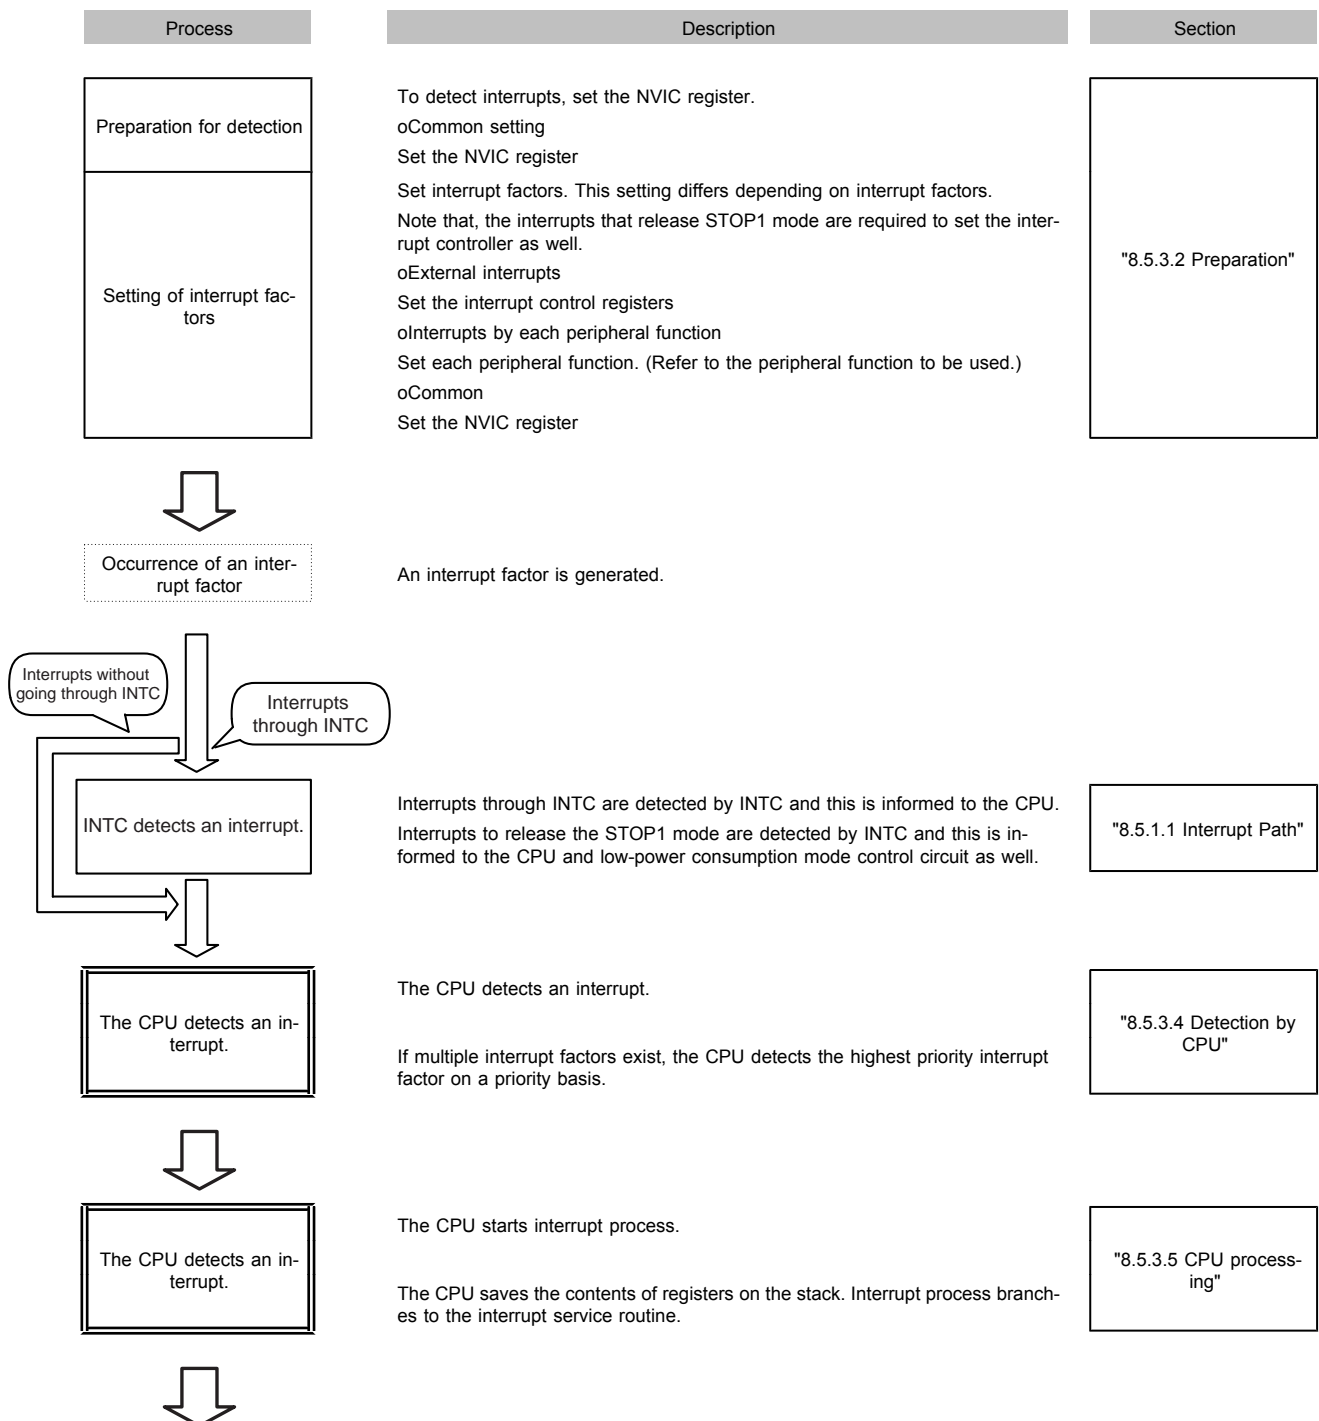 Process
Description
Section
Preparation for detection
To detect interrupts, set the NVIC register.
oCommon setting
Set the NVIC register
Setting of interrupt fac-
tors
Set interrupt factors. This setting differs depending on interrupt factors.
Note that, the interrupts that release STOP1 mode are required to set the inter-
rupt controller as well.
oExternal interrupts
Set the interrupt control registers
oInterrupts by each peripheral function
Set each peripheral function. (Refer to the peripheral function to be used.)
oCommon
Set the NVIC register
"8.5.3.2 Preparation"
Occurrence of an inter-
rupt factor
An interrupt factor is generated.
Interrupts without
going through INTC
Interrupts
through INTC
INTC detects an interrupt.
Interrupts through INTC are detected by INTC and this is informed to the CPU.
Interrupts to release the STOP1 mode are detected by INTC and this is in-
formed to the CPU and low-power consumption mode control circuit as well.
"8.5.1.1 Interrupt Path"
The CPU detects an in-
terrupt.
The CPU detects an interrupt.
If multiple interrupt factors exist, the CPU detects the highest priority interrupt
factor on a priority basis.
"8.5.3.4 Detection by
CPU"
The CPU detects an in-
terrupt.
The CPU starts interrupt process.
The CPU saves the contents of registers on the stack. Interrupt process branch-
es to the interrupt service routine.
"8.5.3.5 CPU process-
ing"